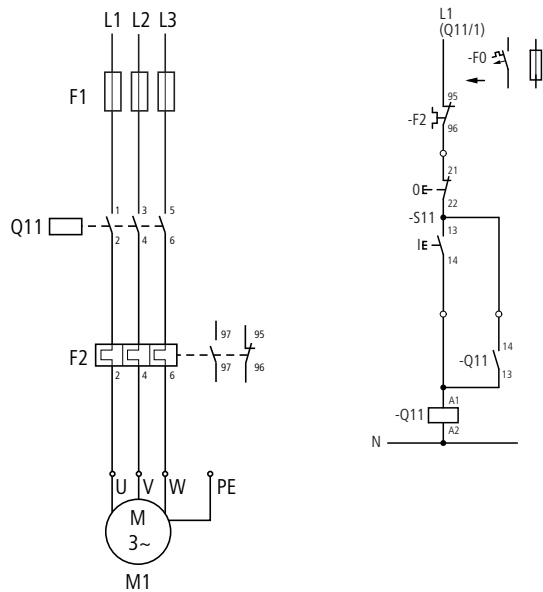 L1 L2 L3
F1
Q11
1 3 5
2 4 6
F2
97 95
97 96
2 4 6
U V W PE
M
3~
M1
L1
(Q11/1)
-F0
95
-F2
96
21
0E
22
-S11
13
IE
14
14
-Q11
13
A1
-Q11
A2
N